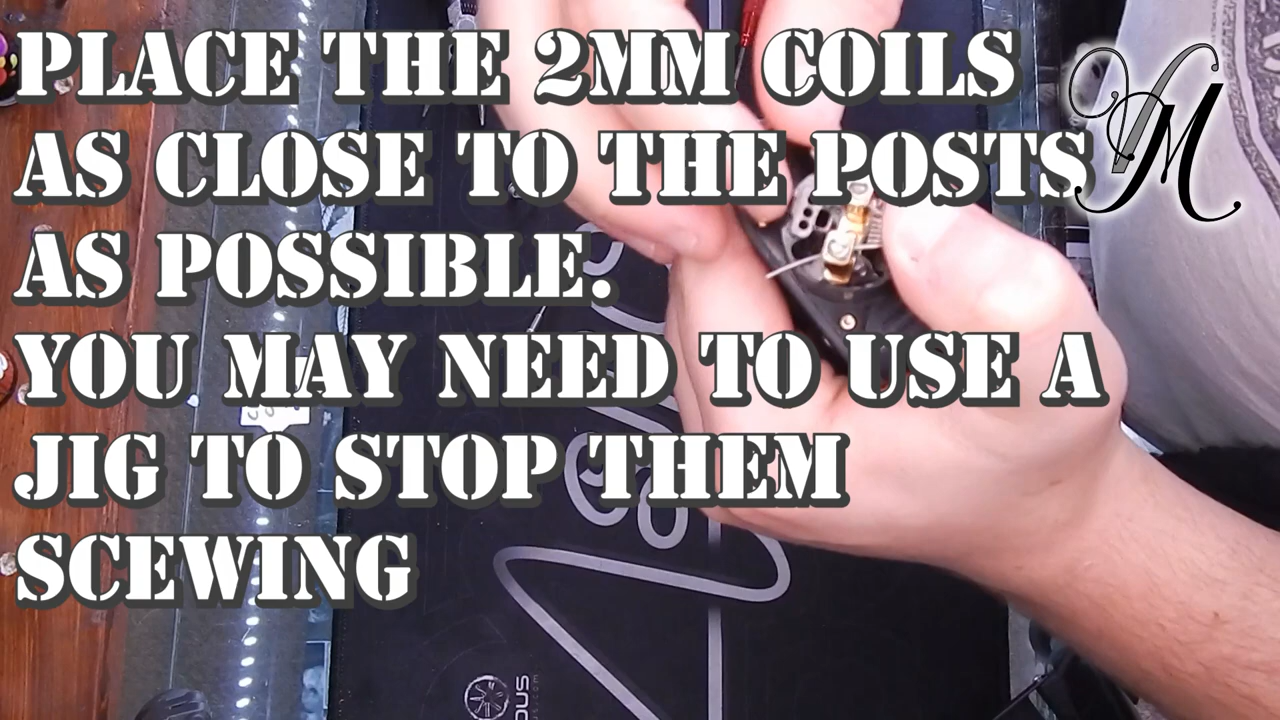 PLACE THE 2MM COILS
AS CLOSE TO THE POSTS
AS POSSIBLE.
YOU MAY NEED TO USE A
JIG TO STOP THEM
SCEWING
VM